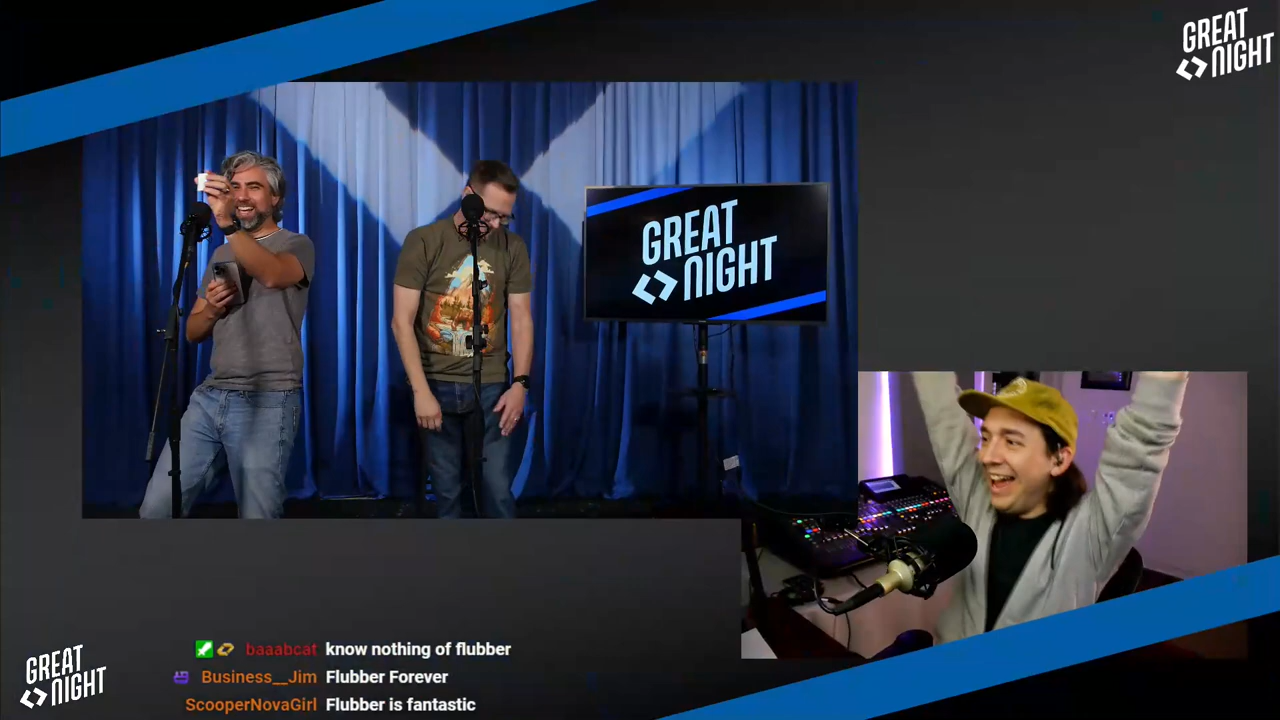 GREAT
NIGHT
GREAT
NIGHT
GREAT
NIGHT
baaabcat know nothing of flubber
Business__Jim Flubber Forever
ScooperNovaGirl Flubber is fantastic